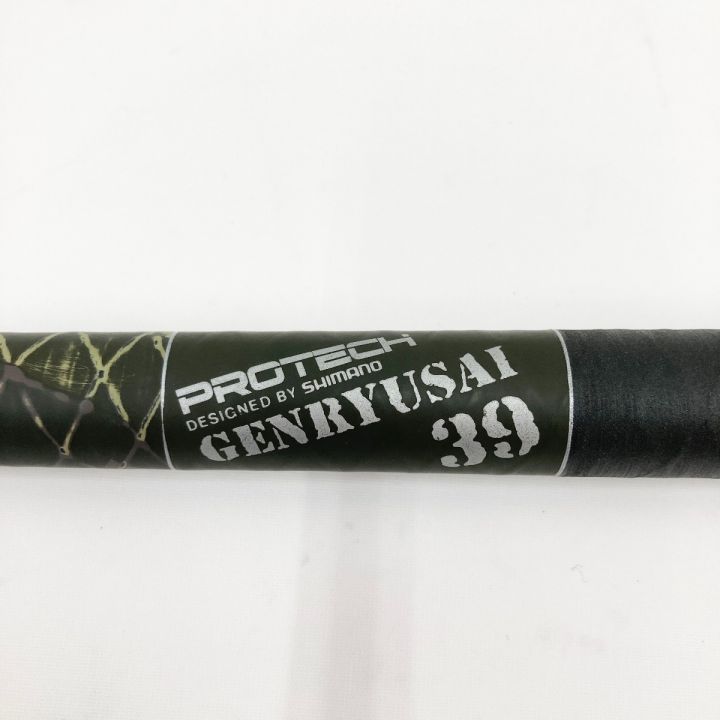 PROTECH
DESIGNED BY SHIMANO
GENRYUSAI
39